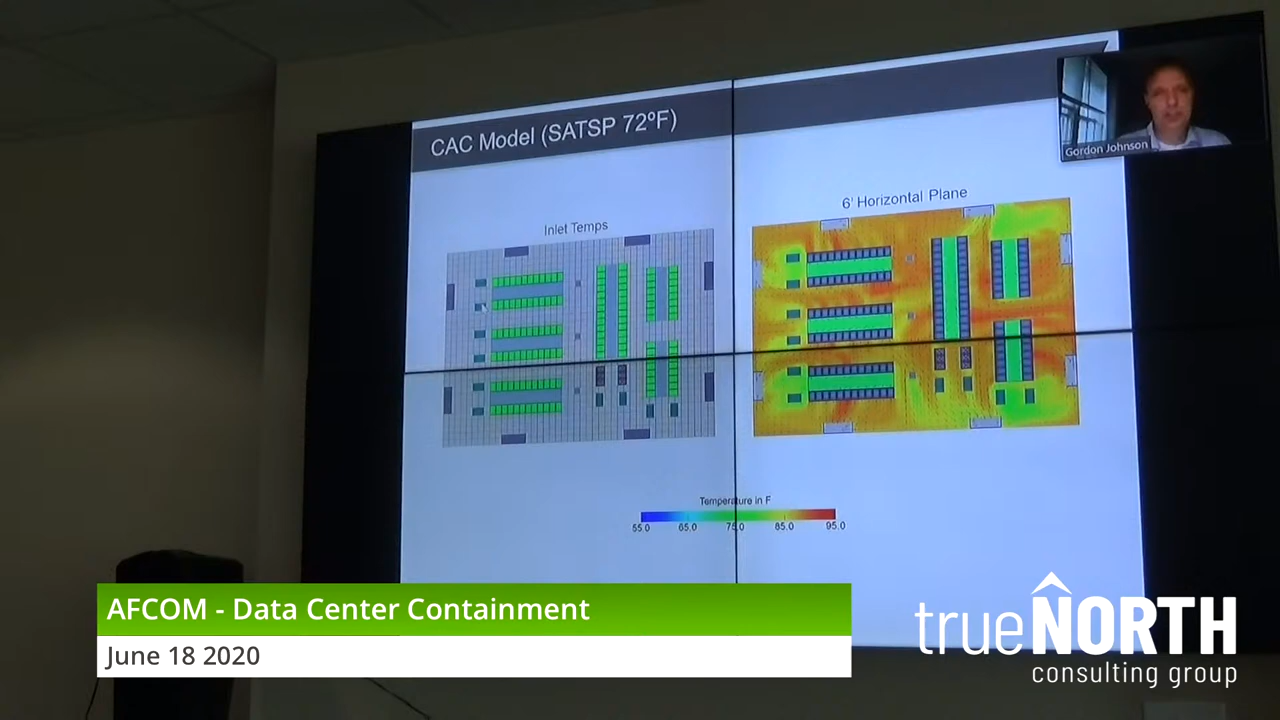 CAC Model (SATSP 72ºF)
Gordon Johnson
6' Horizontal Plane
Inlet Temps
Temperature in F
55.0 65.0 75.0 85.0 95.0
AFCOM - Data Center Containment
June 18 2020
trueNORTH
consulting group